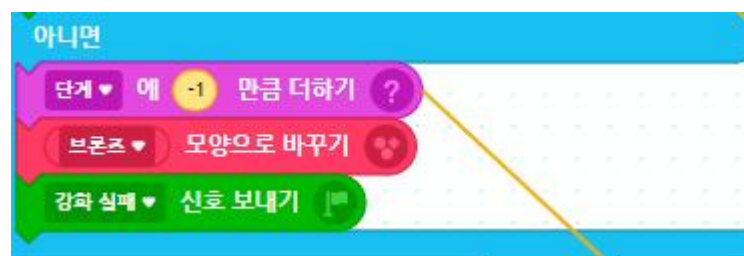 아니면
단계 에 -1 만큼 더하기 ?
브론즈 모양으로 바꾸기
강화 실패 신호 보내기